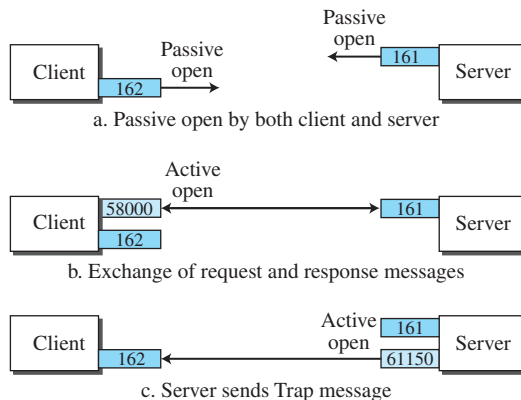 Passive
open
Passive
open
Client
162
161
Server
a. Passive open by both client and server
Active
open
Client
58000
162
161
Server
b. Exchange of request and response messages
Client
162
Active
open
161
61150
Server
c. Server sends Trap message